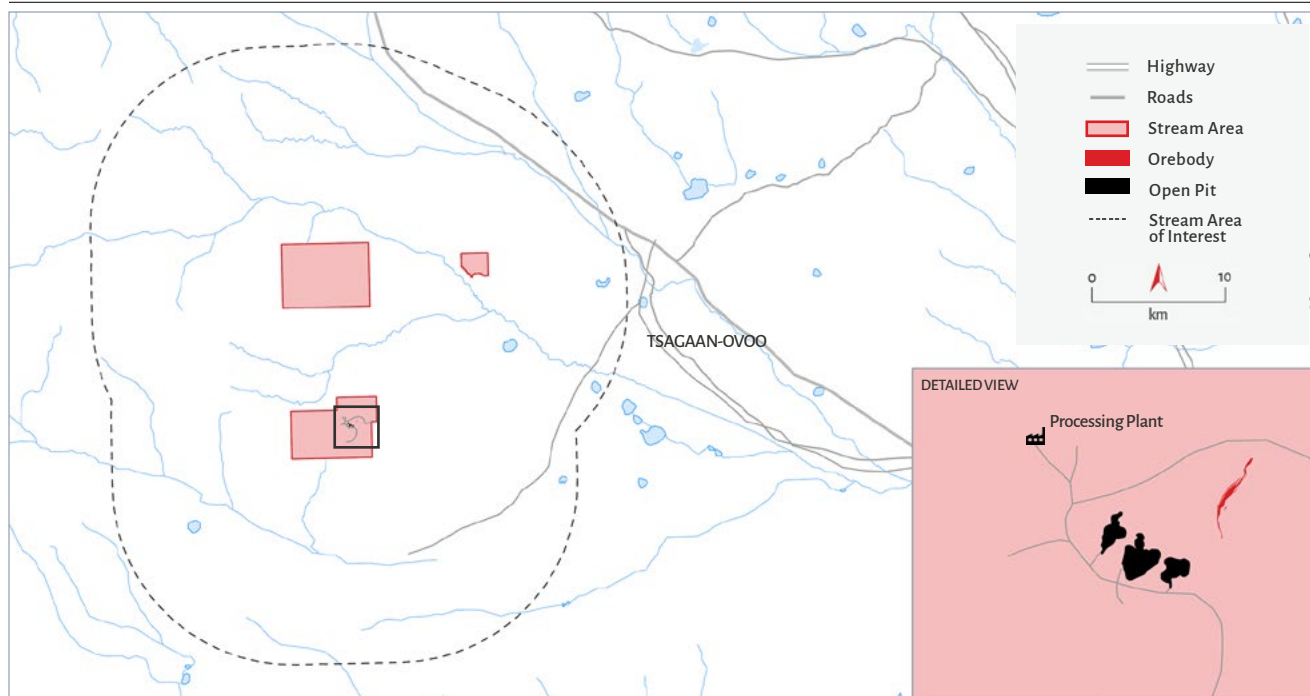 Highway
Roads
Stream Area
Orebody
Open Pit
Stream Area
of Interest
0 10
km
TSAGAAN-OVOO
DETAILED VIEW
Processing Plant